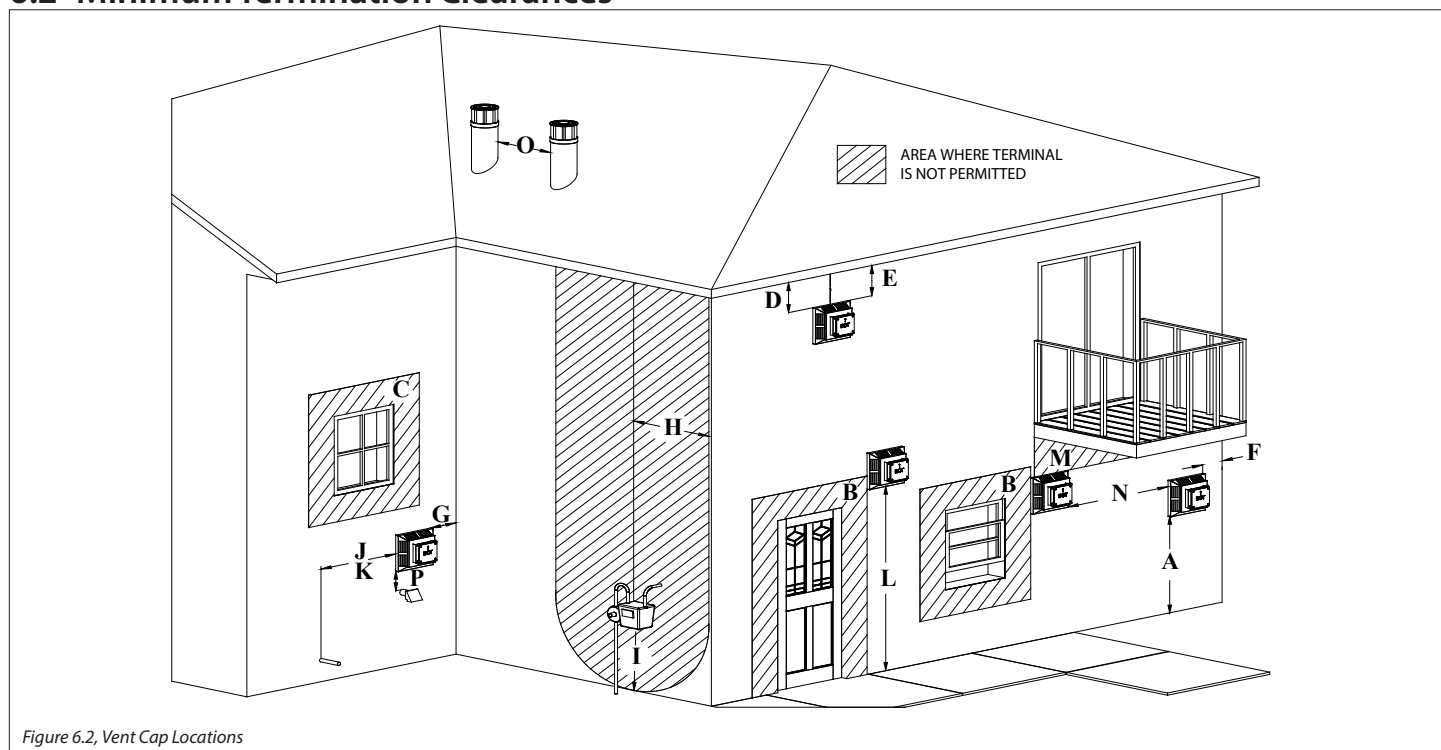 6.2 Minimum Termination Clearances
O
AREA WHERE TERMINAL
IS NOT PERMITTED
D
E
C
H
B
B
M
F
N
G
J
K
P
L
A
I
Figure 6.2, Vent Cap Locations